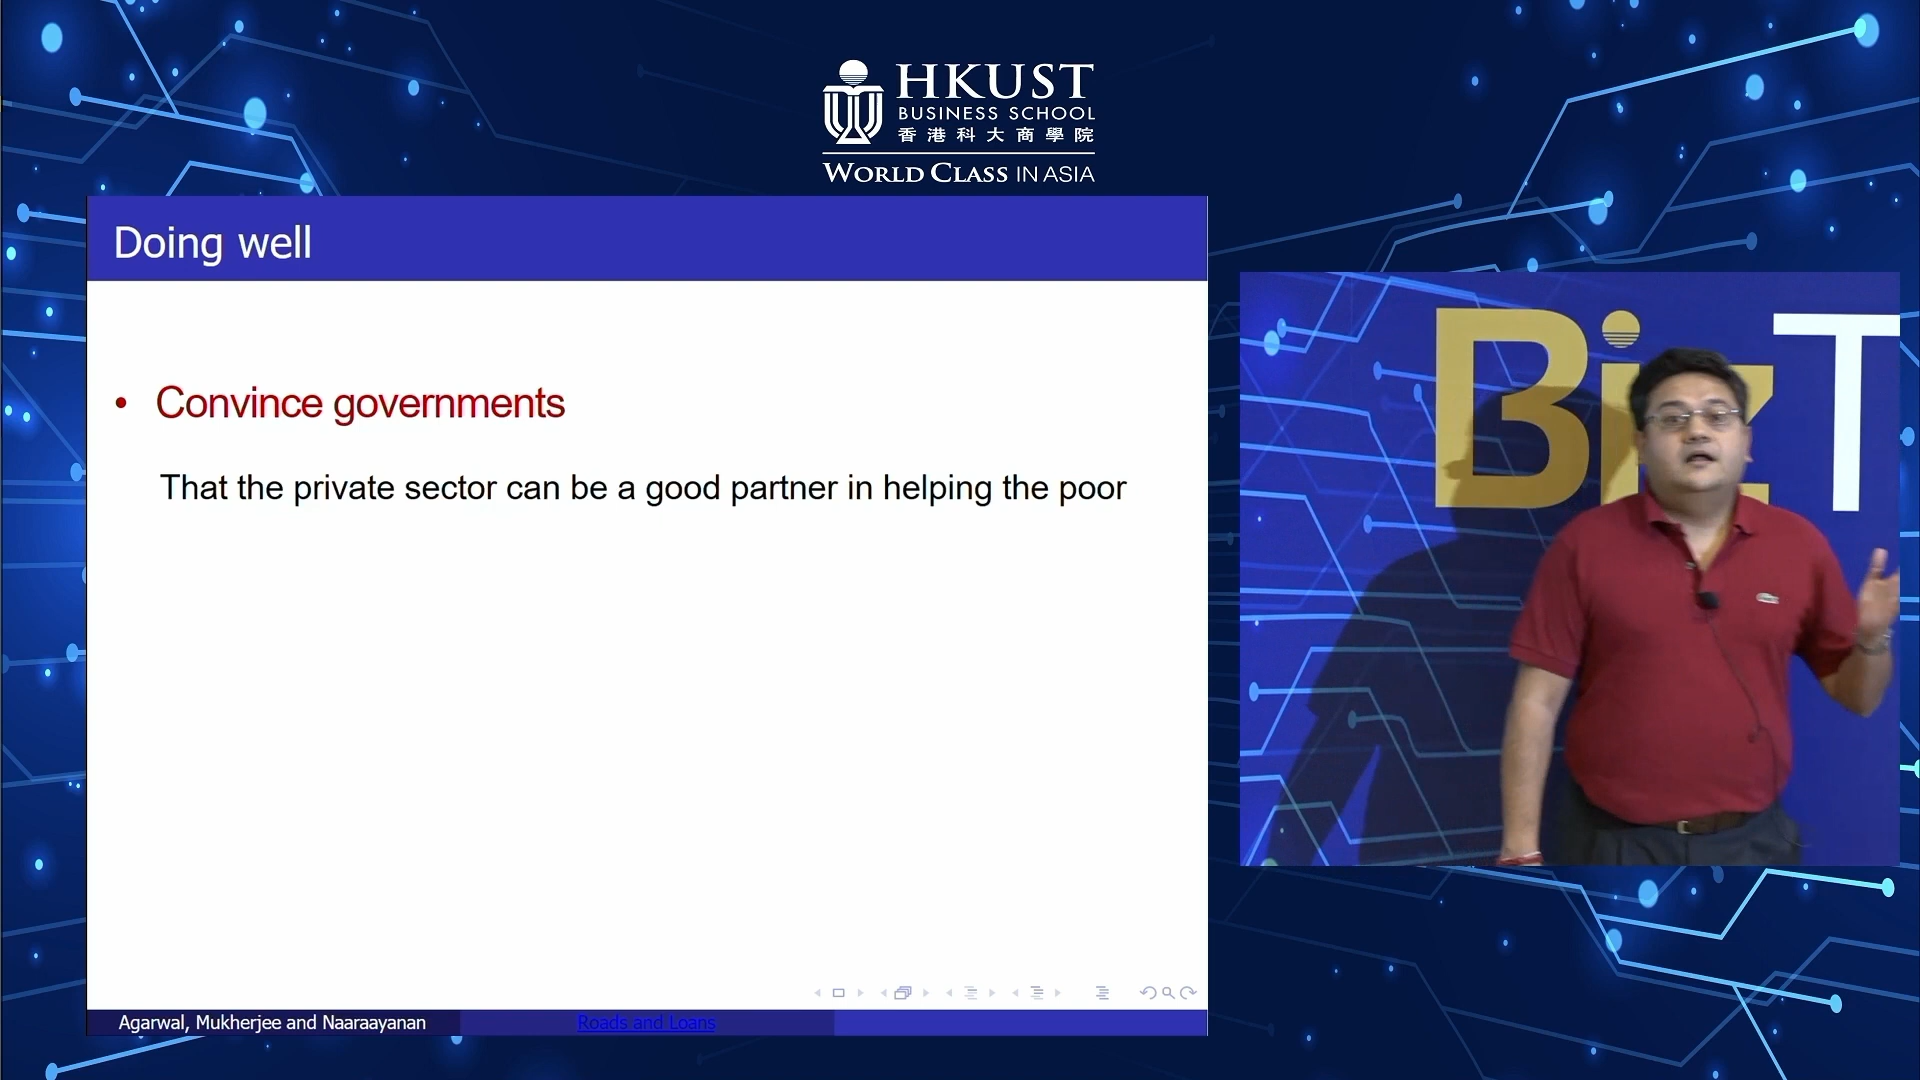 HKUST
BUSINESS SCHOOL
香港科大商學院
WORLD CLASS IN ASIA
Doing well
• Convince governments
That the private sector can be a good partner in helping the poor
Agarwal, Mukherjee and Naaraayanan
Roads and Loans
Biz T